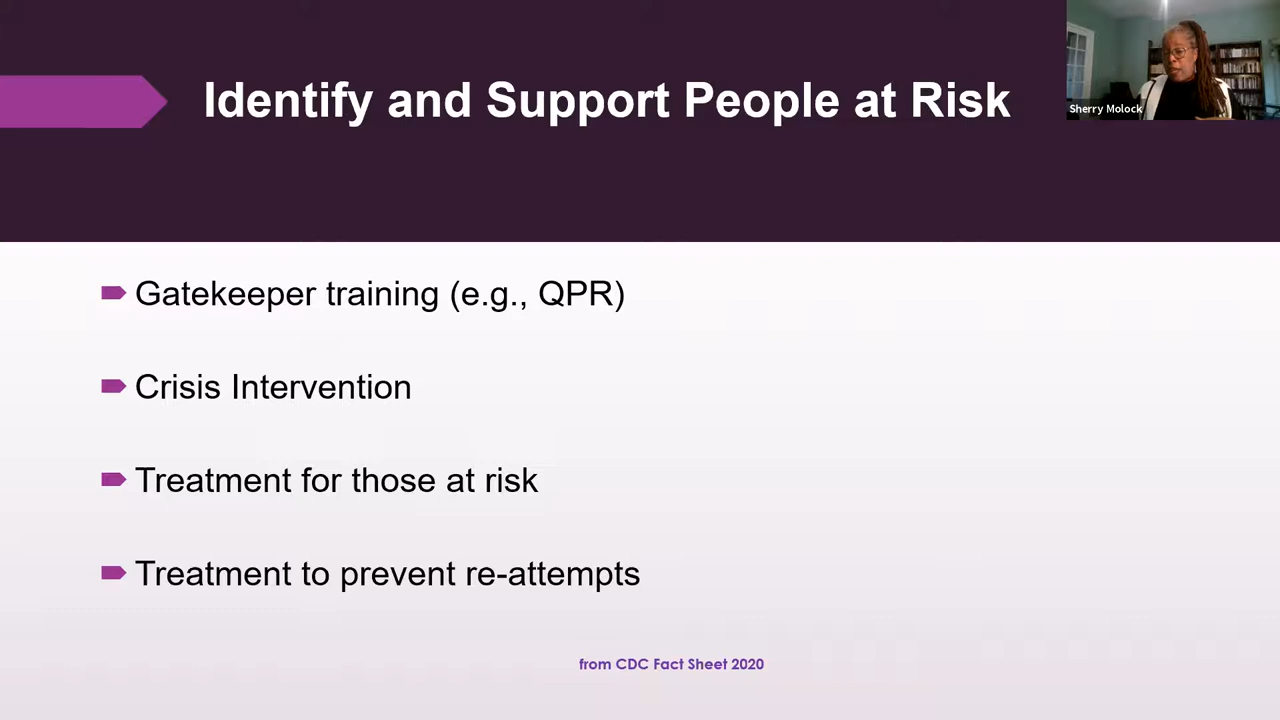 Identify and Support People at Risk
Sherry Molock
Gatekeeper training (e.g., QPR)
Crisis Intervention
Treatment for those at risk
Treatment to prevent re-attempts
from CDC Fact Sheet 2020